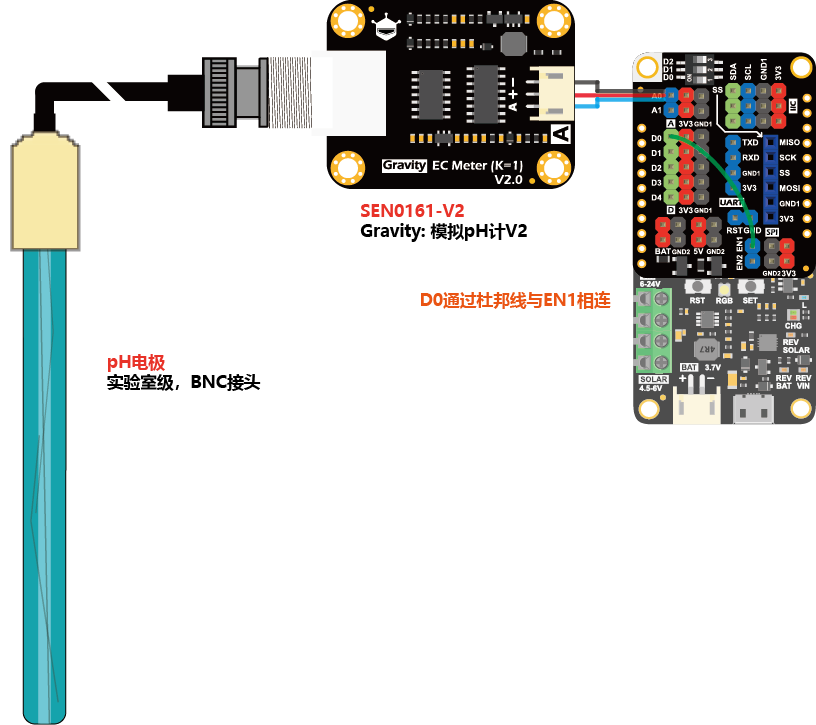 A + -
A
Gravity EC Meter (K=1)
V2.0
SEN0161-V2
Gravity: 模拟pH计V2
D0通过杜邦线与EN1相连
pH电极
实验室级，BNC接头
D2
D1
D0
ON
1
2
3
SS
SDA
SCL
GND1
3V3
IIC
A0
A1
A 3V3 GND1
D0
D1
D2
D3
D4
D 3V3 GND1
TXD
RXD
GND1
3V3
UART
MISO
SCK
SS
MOSI
GND1
3V3
SPI
RST GND
EN1
EN2
BAT GND2 5V GND2
GND2 3V3
6-24V
RST RGB SET
L
CHG
REV
SOLAR
4R7
BAT 3.7V
+ -
REV
BAT
REV
VIN
SOLAR
4.5-6V